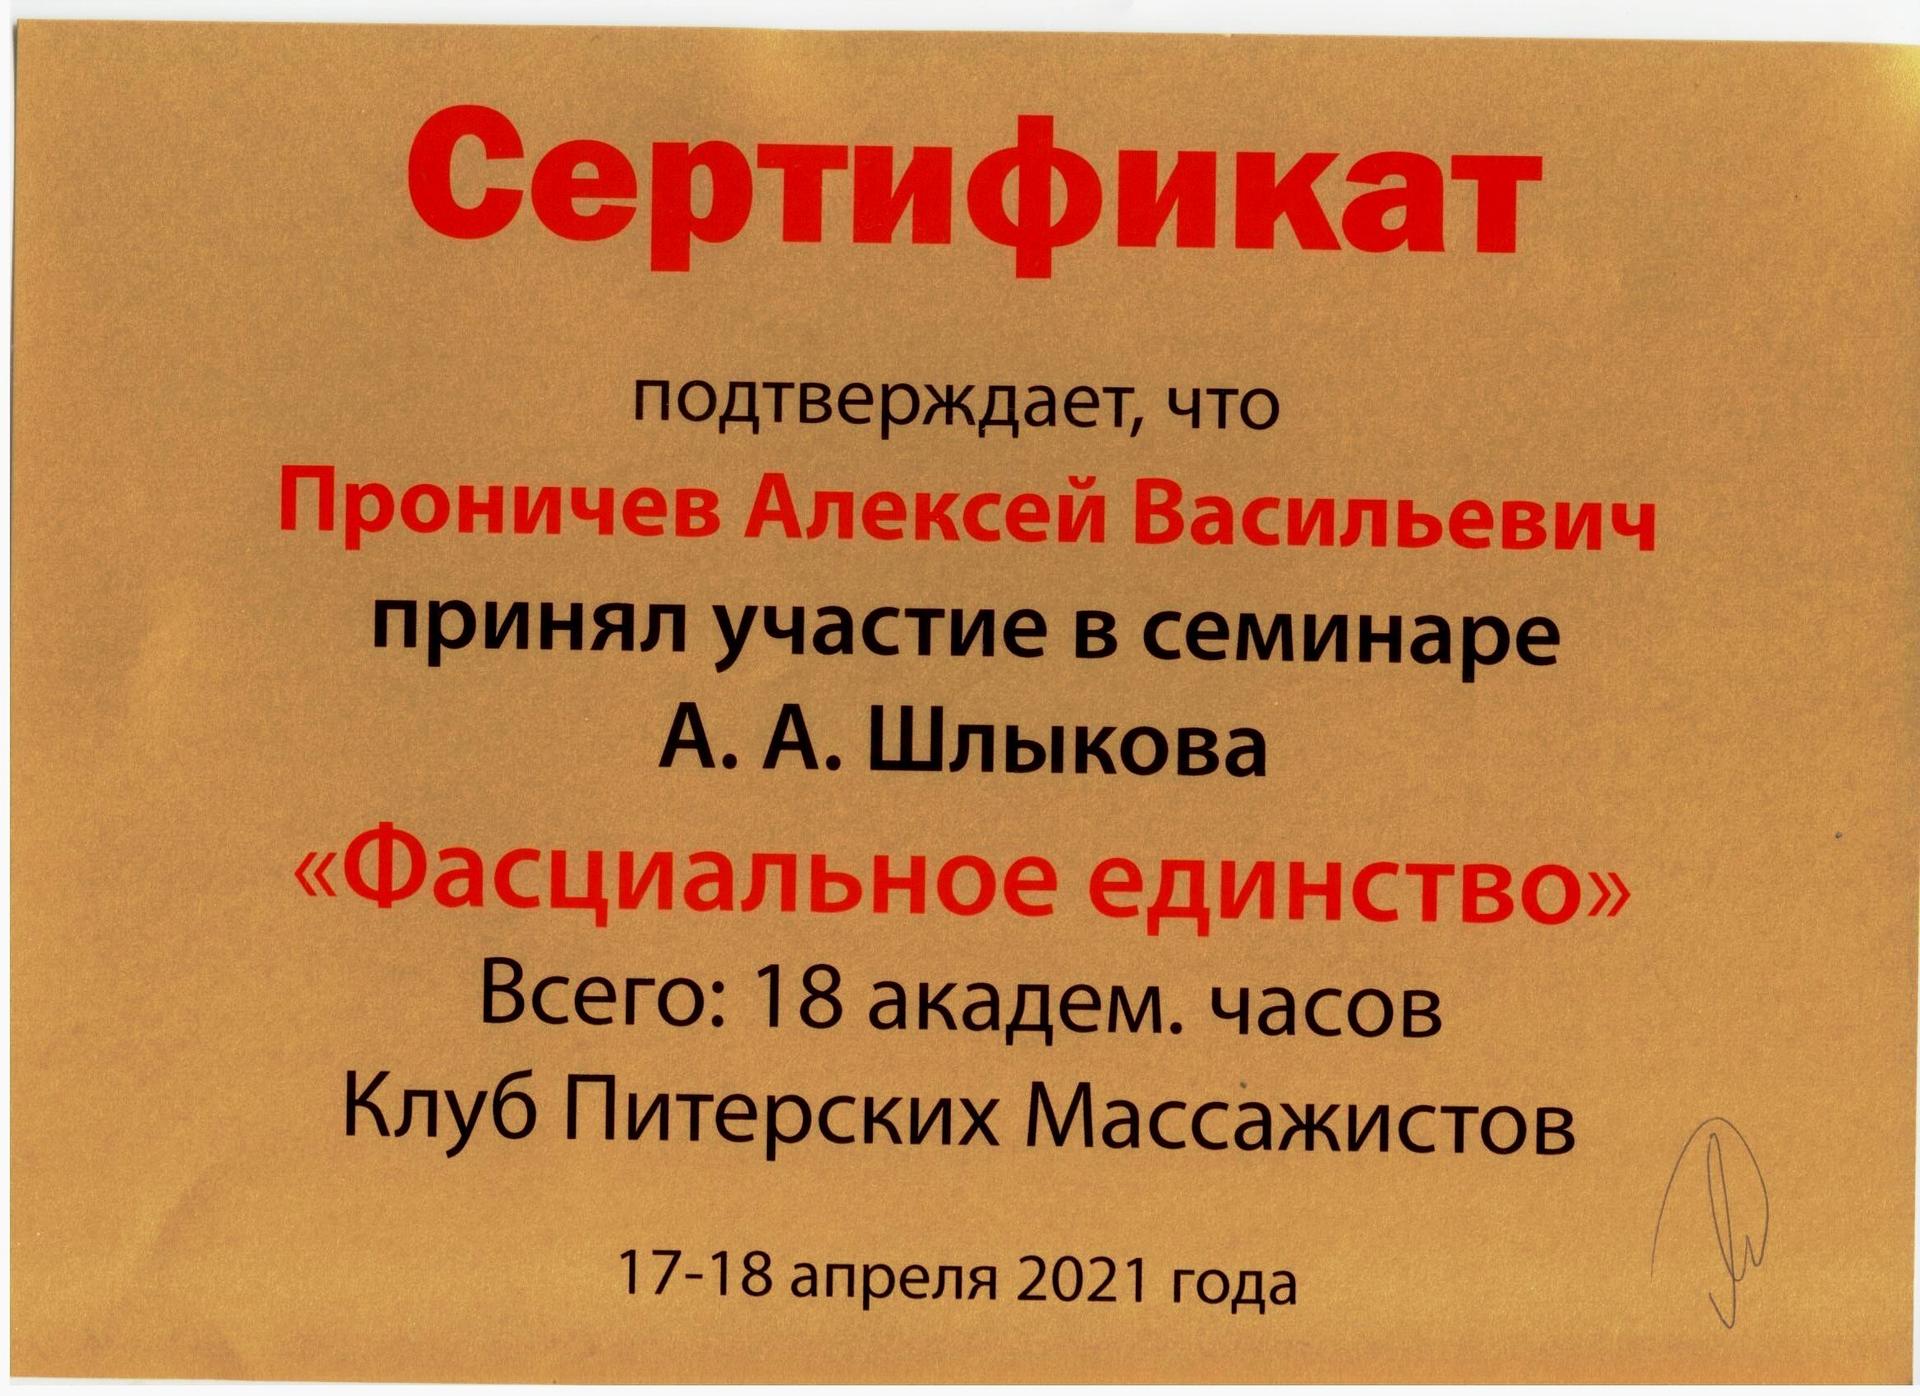 Сертификат
подтверждает, что
Проничев Алексей Васильевич
принял участие в семинаре
А. А. Шлыкова
«Фасциальное единство»
Всего: 18 академ. часов
Клуб Питерских Массажистов
17-18 апреля 2021 года